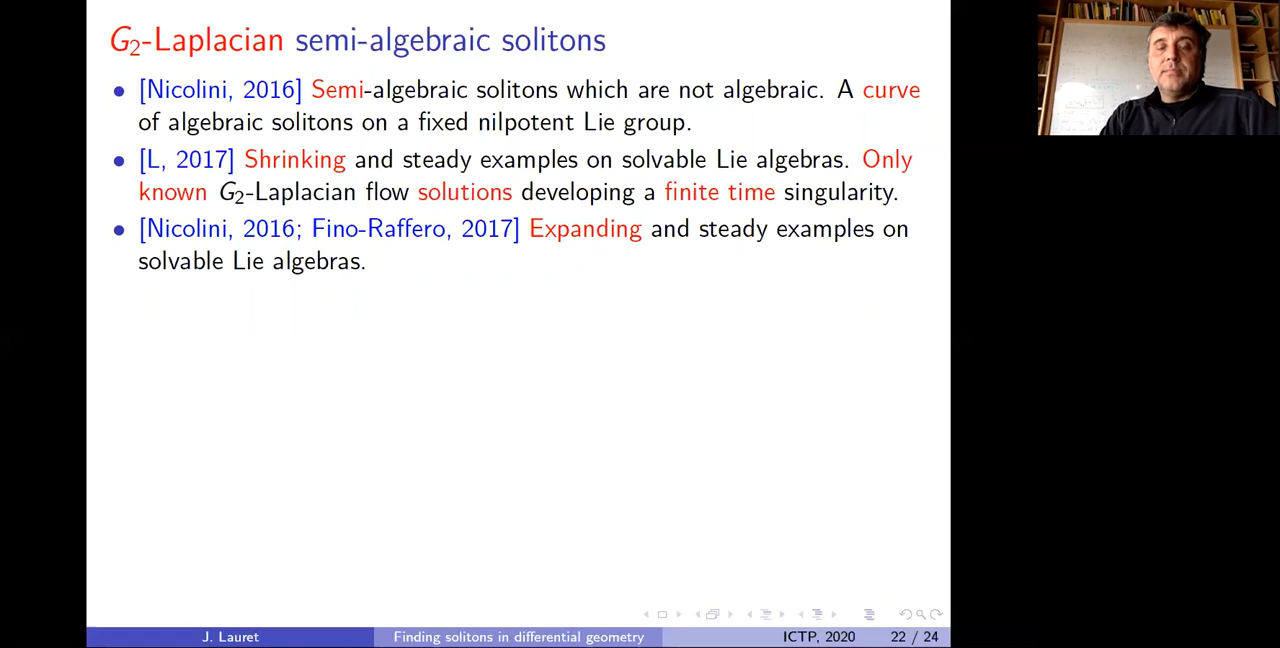 G₂-Laplacian semi-algebraic solitons
• [Nicolini, 2016] Semi-algebraic solitons which are not algebraic. A curve
of algebraic solitons on a fixed nilpotent Lie group.
• [L, 2017] Shrinking and steady examples on solvable Lie algebras. Only
known G₂-Laplacian flow solutions developing a finite time singularity.
• [Nicolini, 2016; Fino-Raffero, 2017] Expanding and steady examples on
solvable Lie algebras.
J. Lauret Finding solitons in differential geometry ICTP, 2020 22 / 24